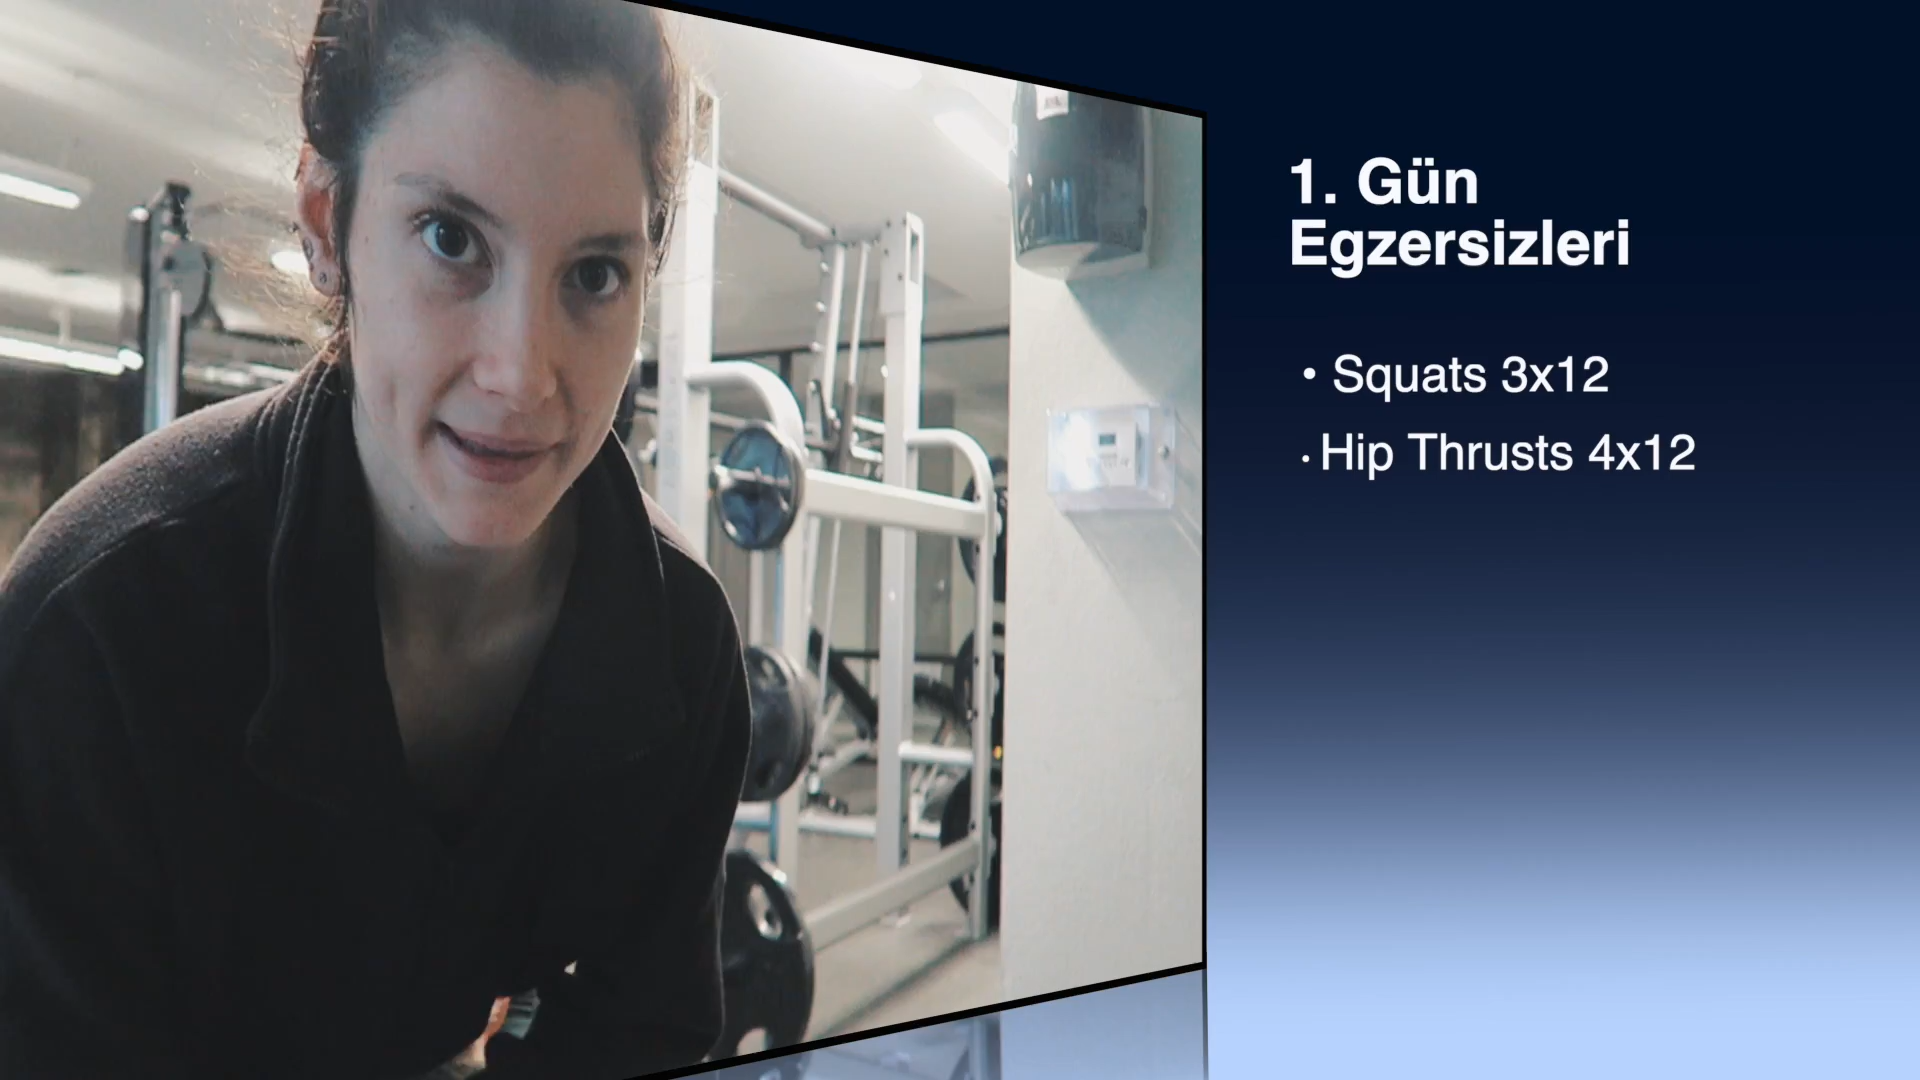 1. Gün
Egzersizleri
• Squats 3x12
• Hip Thrusts 4x12